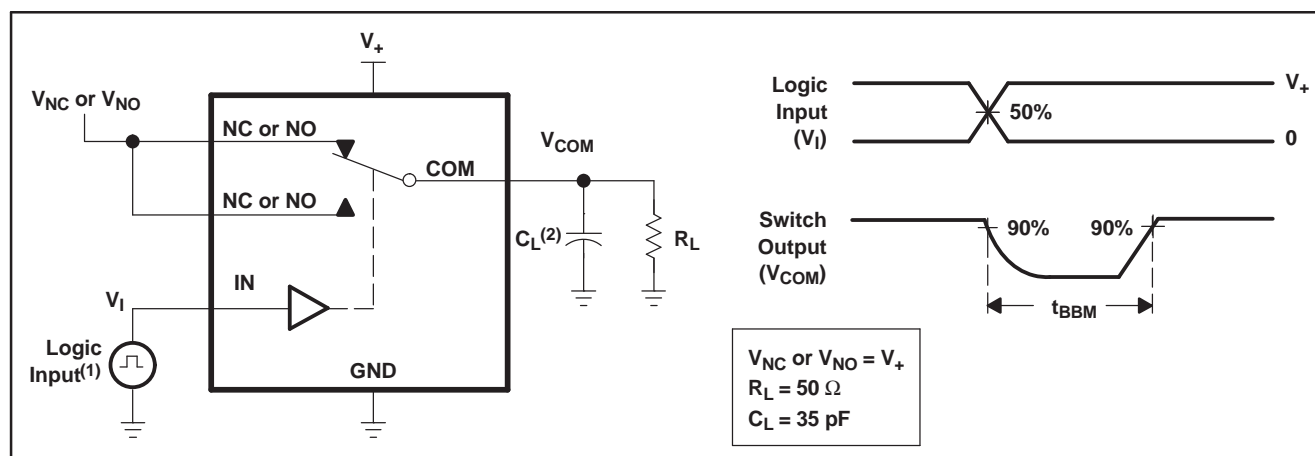 V+
VNC or VNO
NC or NO
VCOM
COM
NC or NO
CL(2)
RL
IN
VI
Logic
Input(1)
GND
Logic
Input
(VI)
V+
50%
0
Switch
Output
(VCOM)
90%
90%
tBBM
VNC or VNO = V+
RL = 50 Ω
CL = 35 pF